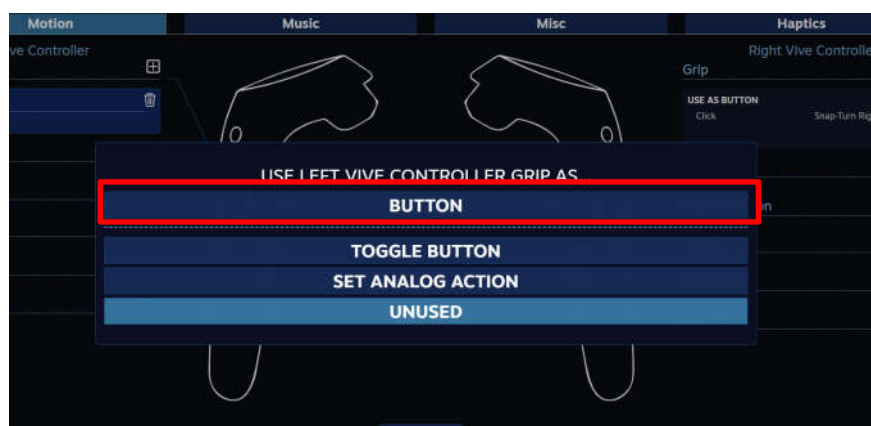 Motion
Music
Misc
Haptics
ve Controller
Right Vive Controlle
Grip
USE AS BUTTON
Click
Snap-Turn Rig
USE LEFT VIVE CONTROLLER GRIP AS...
BUTTON
on
TOGGLE BUTTON
SET ANALOG ACTION
UNUSED